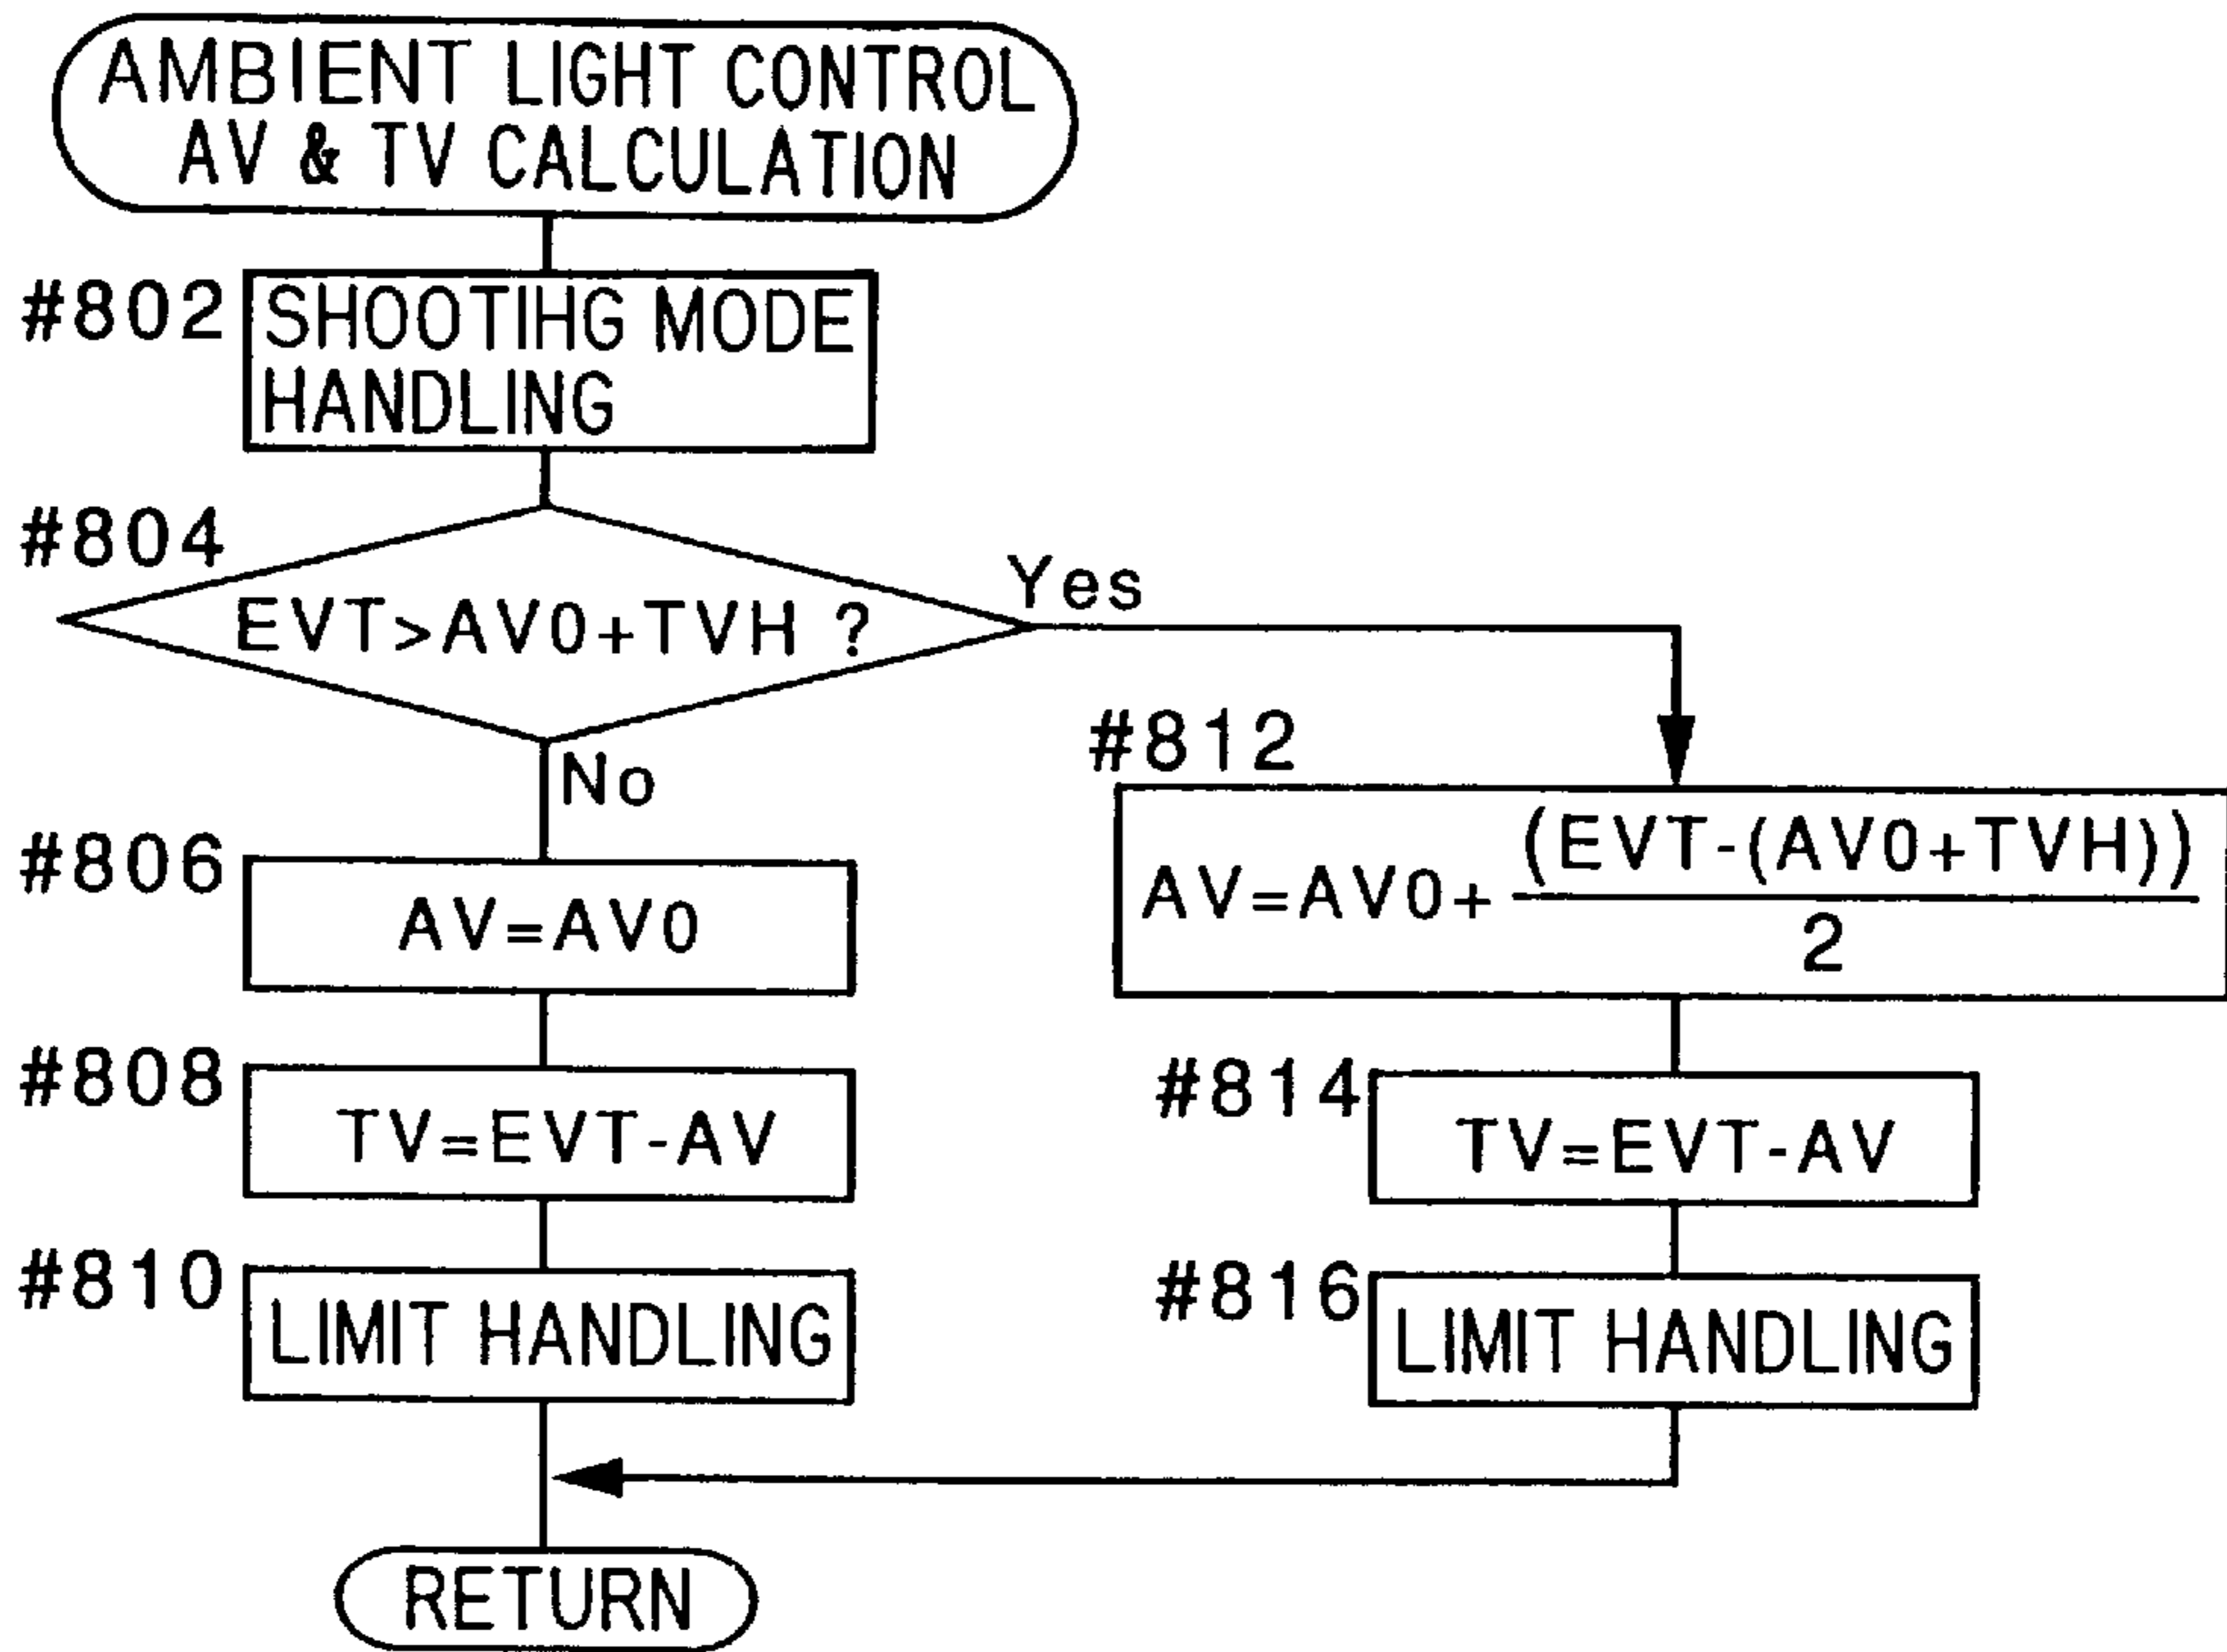 AMBIENT LIGHT CONTROL
AV & TV CALCULATION
#802
SHOOTIHG MODE
HANDLING
#804
EVT>AV0+TVH ?
Yes
No
#806
AV=AV0
#808
TV=EVT-AV
#810
LIMIT HANDLING
#812
AV=AV0+(EVT-(AV0+TVH))
2
#814
TV=EVT-AV
#816
LIMIT HANDLING
RETURN